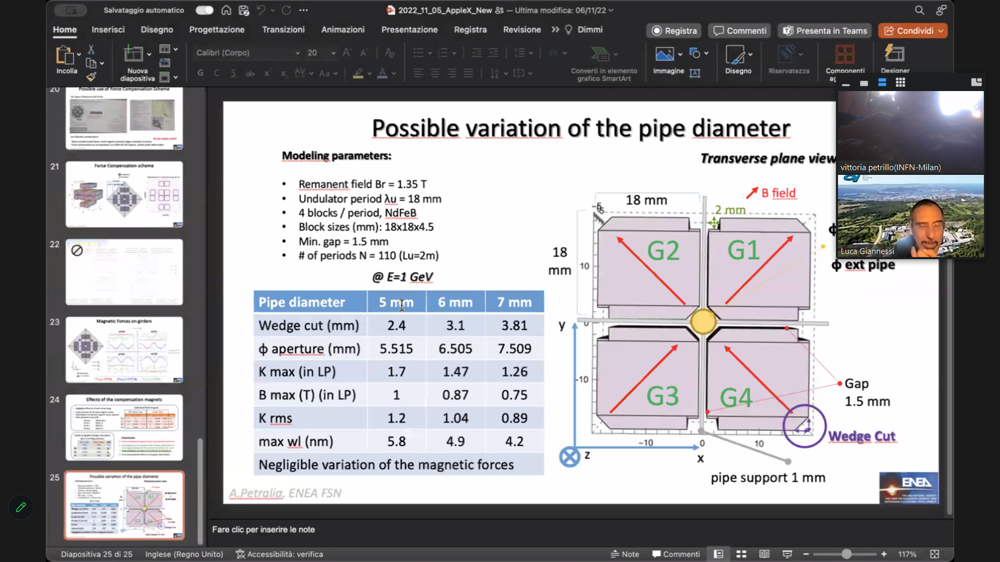 Salvataggio automatico
2022_11_05_AppleX_New — Ultima modifica: 06/11/22
Home Inserisci Disegno Progettazione Transizioni Animazioni Presentazione Registra Revisione >> Dimmi
Registra Commenti Presenta in Teams Condividi
Calibri (Corpo) 20
Incolla
Nuova diapositiva
Converti in elemento grafico SmartArt
Immagine Disegno Riservatezza Componenti Designer
20
Possible use of Force Compensation Scheme
21
Force Compensation scheme
22
23
Magnetic Forces on girders
24
Effects of the compensation magnets
25
Possible variation of the pipe diameter
Possible variation of the pipe diameter
Modeling parameters:
• Remanent field Br = 1.35 T
• Undulator period λu = 18 mm
• 4 blocks / period, NdFeB
• Block sizes (mm): 18x18x4.5
• Min. gap = 1.5 mm
• # of periods N = 110 (Lu=2m)
@ E=1 GeV
Pipe diameter 5 mm 6 mm 7 mm
Wedge cut (mm) 2.4 3.1 3.81
ϕ aperture (mm) 5.515 6.505 7.509
K max (in LP) 1.7 1.47 1.26
B max (T) (in LP) 1 0.87 0.75
K rms 1.2 1.04 0.89
max wl (nm) 5.8 4.9 4.2
Negligible variation of the magnetic forces
A.Petralia, ENEA FSN
Transverse plane view
B field
18 mm
2 mm
18 mm
10
0
-10
G2 G1
G3 G4
y
-10 0 10
z
x
Gap
1.5 mm
Wedge Cut
pipe support 1 mm
ϕ
ϕ ext pipe
ENEA
vittoria petrillo(INFN-Milan)
Luca Giannessi
Fare clic per inserire le note
Diapositiva 25 di 25 Inglese (Regno Unito) Accessibilità: verifica
Note Commenti 117%